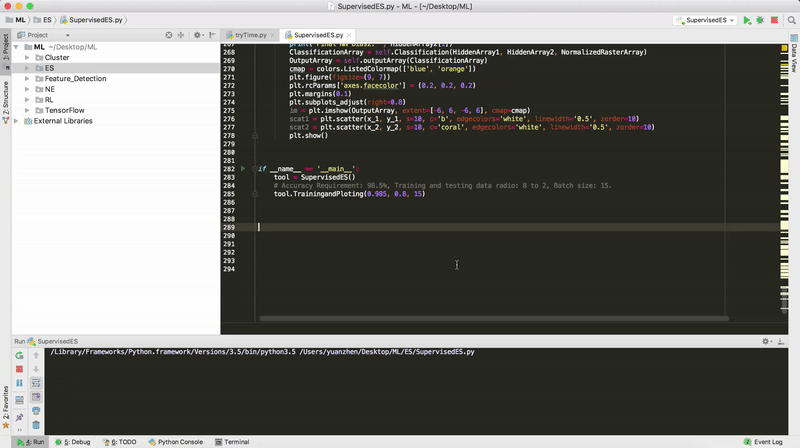 SupervisedES.py - ML - [~/Desktop/ML]
ML
ES
SupervisedES.py
SupervisedES
Project
tryTime.py
SupervisedES.py
1: Project
7: Structure
2: Favorites
Data View
ML ~/Desktop/ML
Cluster
ES
Feature_Detection
NE
RL
TensorFlow
External Libraries
268 ClassificationArray = self.Classification(HiddenArray1, HiddenArray2, NormalizedRasterArray)
269 OutputArray = self.outputArray(ClassificationArray)
270 cmap = colors.ListedColormap(['blue', 'orange'])
271 plt.figure(figsize=(9, 7))
272 plt.rcParams['axes.facecolor'] = (0.2, 0.2, 0.2)
273 plt.margins(0.1)
274 plt.subplots_adjust(right=0.8)
275 im = plt.imshow(OutputArray, extent=[-6, 6, -6, 6], cmap=cmap)
276 scat1 = plt.scatter(x_1, y_1, s=10, c='b', edgecolors='white', linewidth='0.5', zorder=10)
277 scat2 = plt.scatter(x_2, y_2, s=10, c='coral', edgecolors='white', linewidth='0.5', zorder=10)
278 plt.show()
279
280
281
282 if __name__ == '__main__':
283 tool = SupervisedES()
284 # Accuracy Requirement: 98.5%, Training and testing data radio: 8 to 2, Batch size: 15.
285 tool.TrainingandPloting(0.985, 0.8, 15)
286
287
288
289
290
291
292
293
294
Run SupervisedES
/Library/Frameworks/Python.framework/Versions/3.5/bin/python3.5 /Users/yuanzhen/Desktop/ML/ES/SupervisedES.py
4: Run
5: Debug
6: TODO
Python Console
Terminal
Event Log